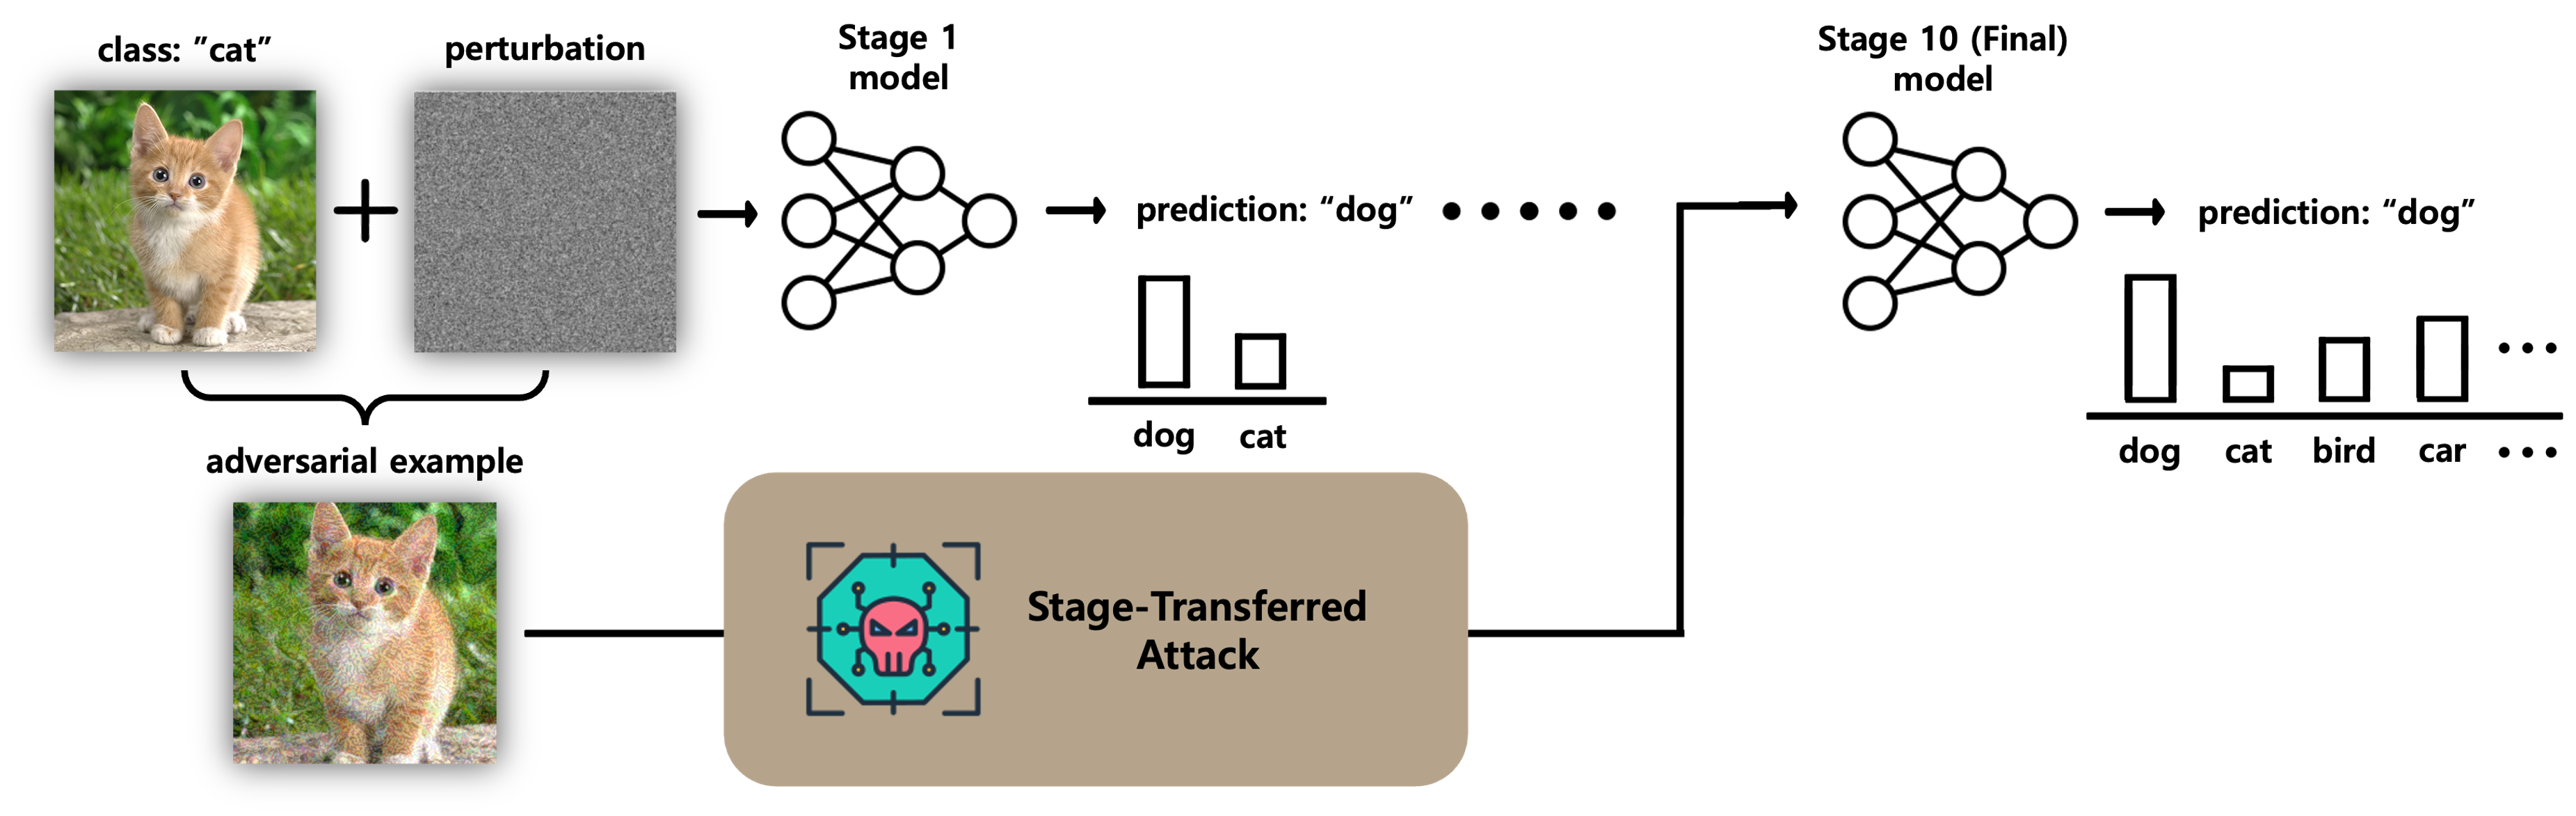 class: ”cat”
perturbation
Stage 1
model
prediction: “dog”
dog cat
Stage 10 (Final)
model
prediction: “dog”
dog cat bird car
adversarial example
Stage-Transferred
Attack